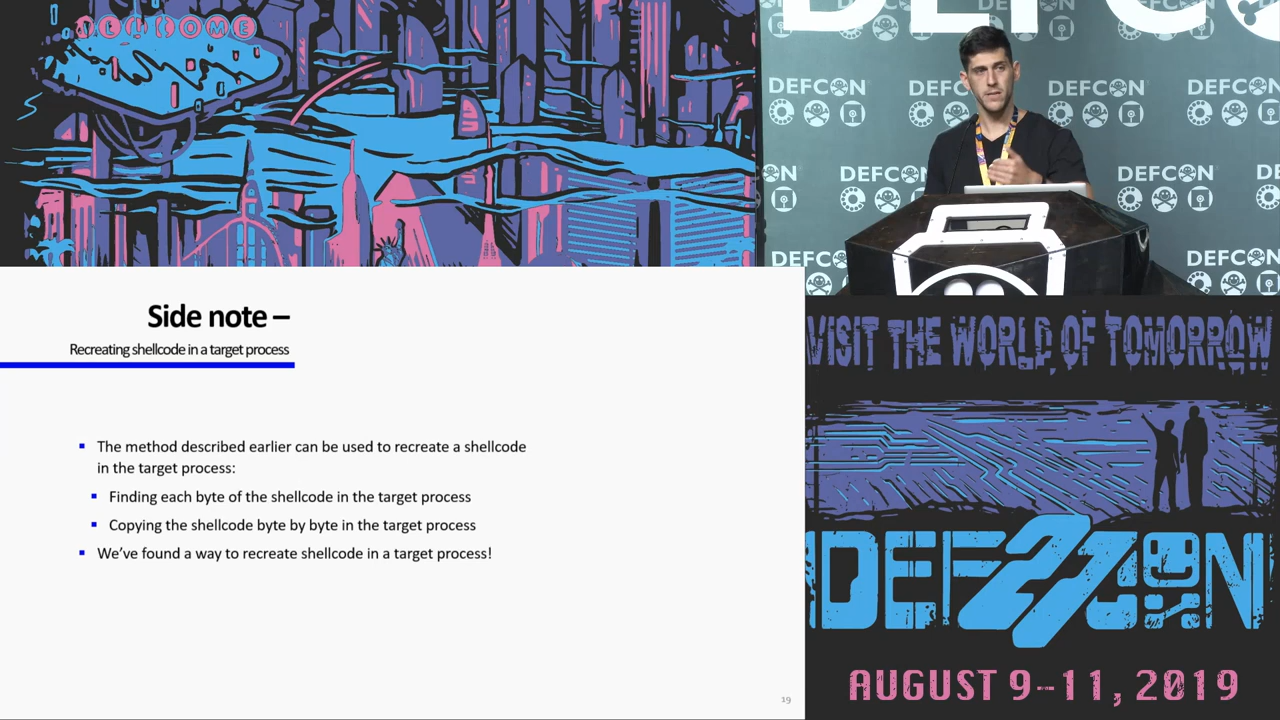 WELCOME
DEFCON
DEFCON DEFCON DEFCON DEFCON
DEFCON DEFCON
DEFCON DEFCON
Side note –
Recreating shellcode in a target process
▪ The method described earlier can be used to recreate a shellcode
in the target process:
▪ Finding each byte of the shellcode in the target process
▪ Copying the shellcode byte by byte in the target process
▪ We’ve found a way to recreate shellcode in a target process!
19
VISIT THE WORLD OF TOMORROW
DEF27CON
AUGUST 9-11, 2019